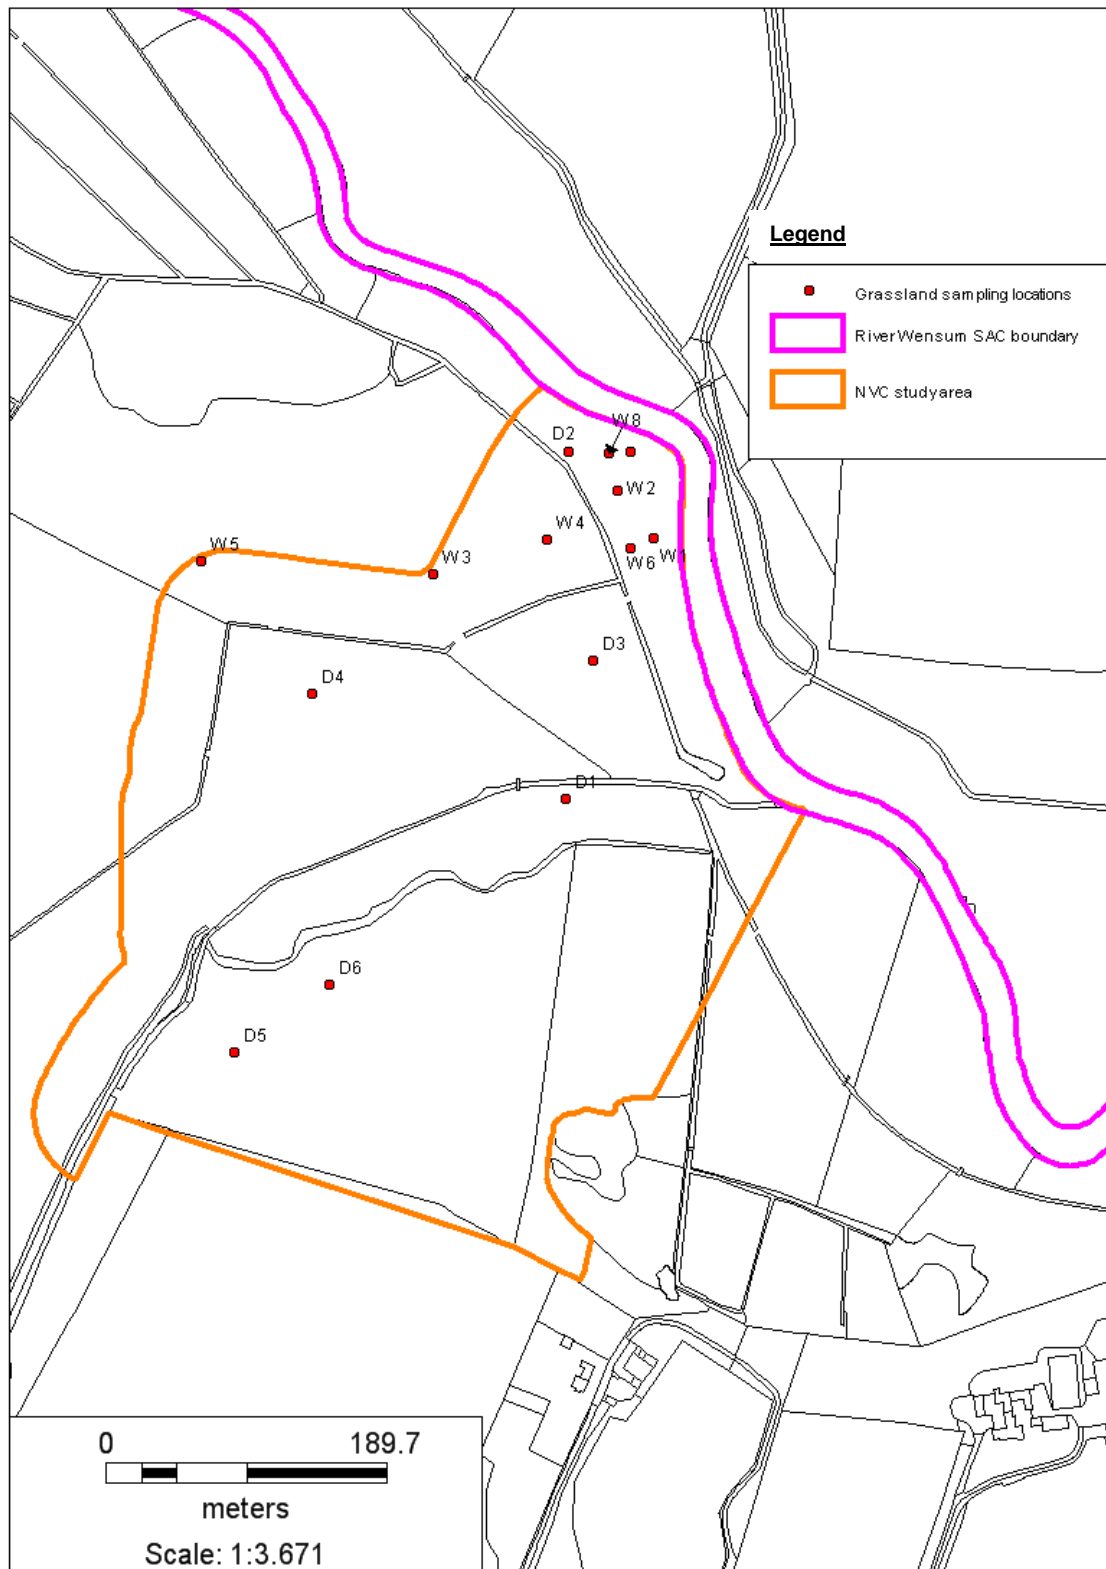 Legend
Grassland sampling locations
River Wensum SAC boundary
NVC study area
W8
D2
W2
W4
W1
W6
W5
W3
D3
D4
D1
D6
D5
0 189.7
meters
Scale: 1:3.671